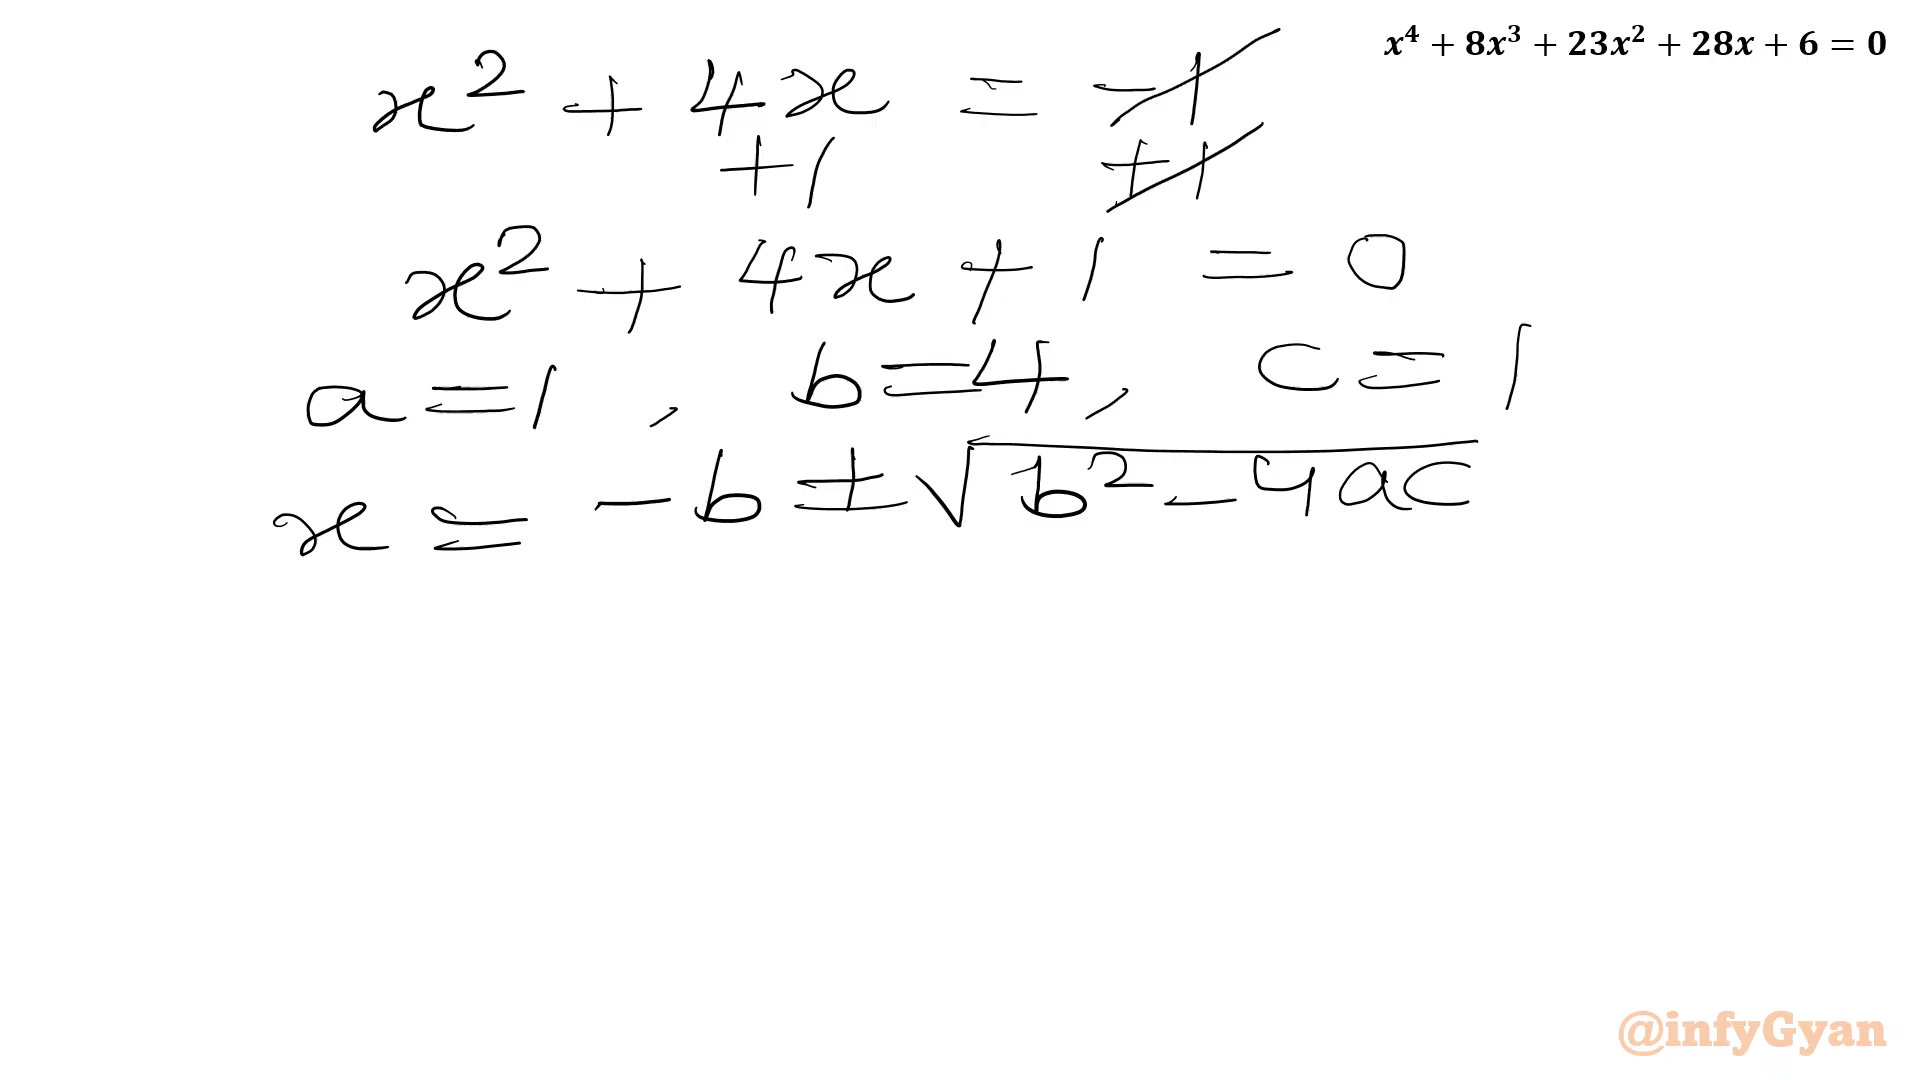 x⁴ + 8x³ + 23x² + 28x + 6 = 0
x² + 4x = -1
+1 +1
x² + 4x + 1 = 0
a = 1, b = 4, c = 1
x = -b ± √b² - 4ac
@infyGyan